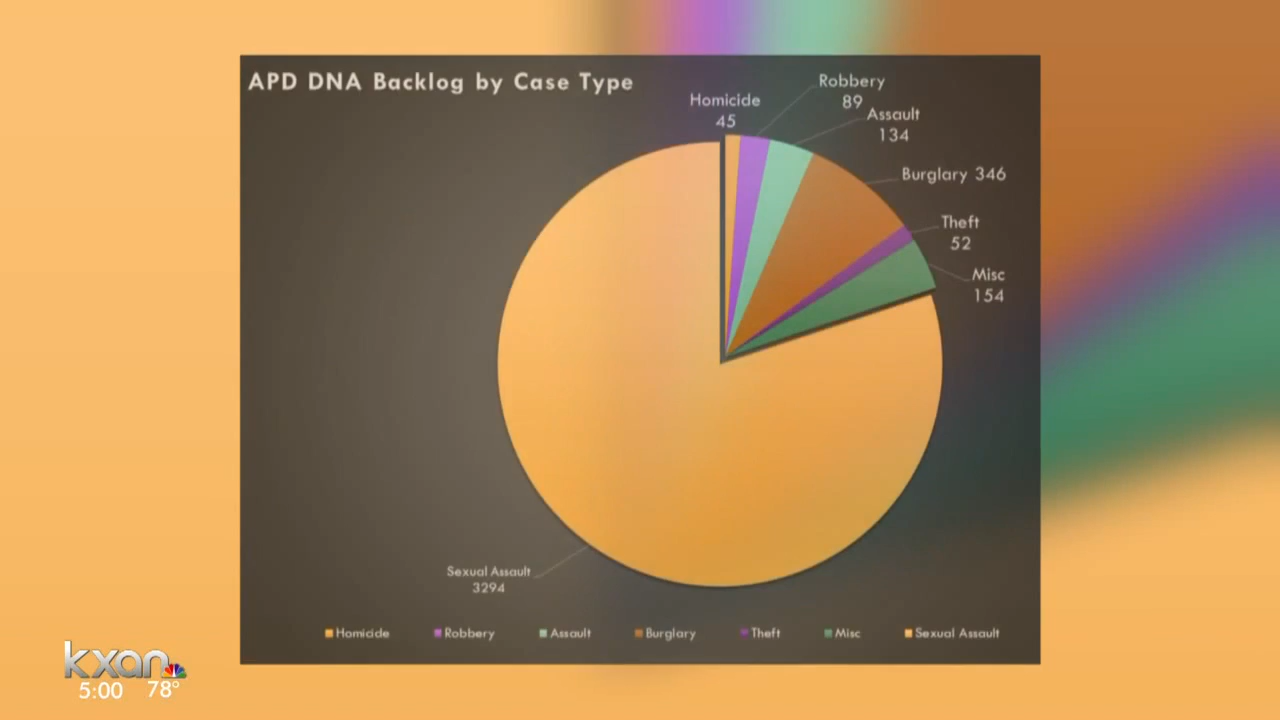 APD DNA Backlog by Case Type
Homicide
45
Robbery
89
Assault
134
Burglary 346
Theft
52
Misc
154
Sexual Assault
3294
Homicide Robbery Assault Burglary Theft Misc Sexual Assault
kxan
5:00 78°